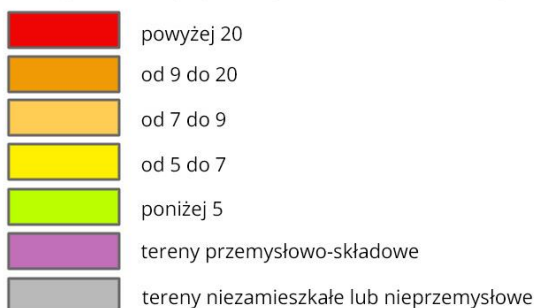 powyżej 20
od 9 do 20
od 7 do 9
od 5 do 7
poniżej 5
tereny przemysłowo-składowe
tereny niezamieszkałe lub nieprzemysłowe